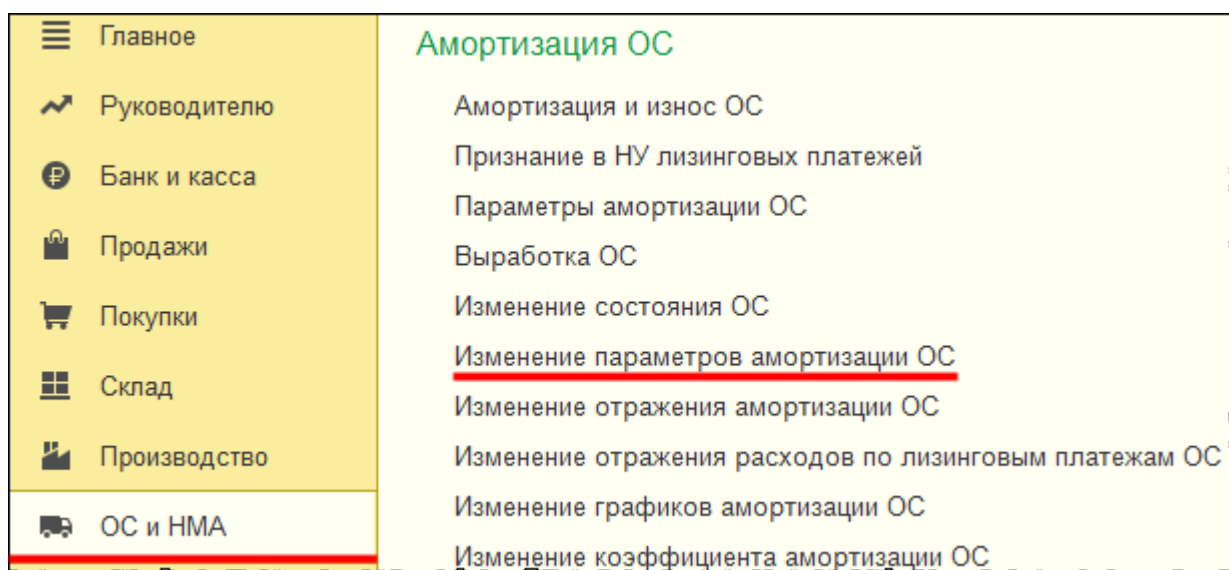 Главное
Руководителю
Банк и касса
Продажи
Покупки
Склад
Производство
ОС и НМА
Амортизация ОС
Амортизация и износ ОС
Признание в НУ лизинговых платежей
Параметры амортизации ОС
Выработка ОС
Изменение состояния ОС
Изменение параметров амортизации ОС
Изменение отражения амортизации ОС
Изменение отражения расходов по лизинговым платежам ОС
Изменение графиков амортизации ОС
Изменение коэффициента амортизации ОС